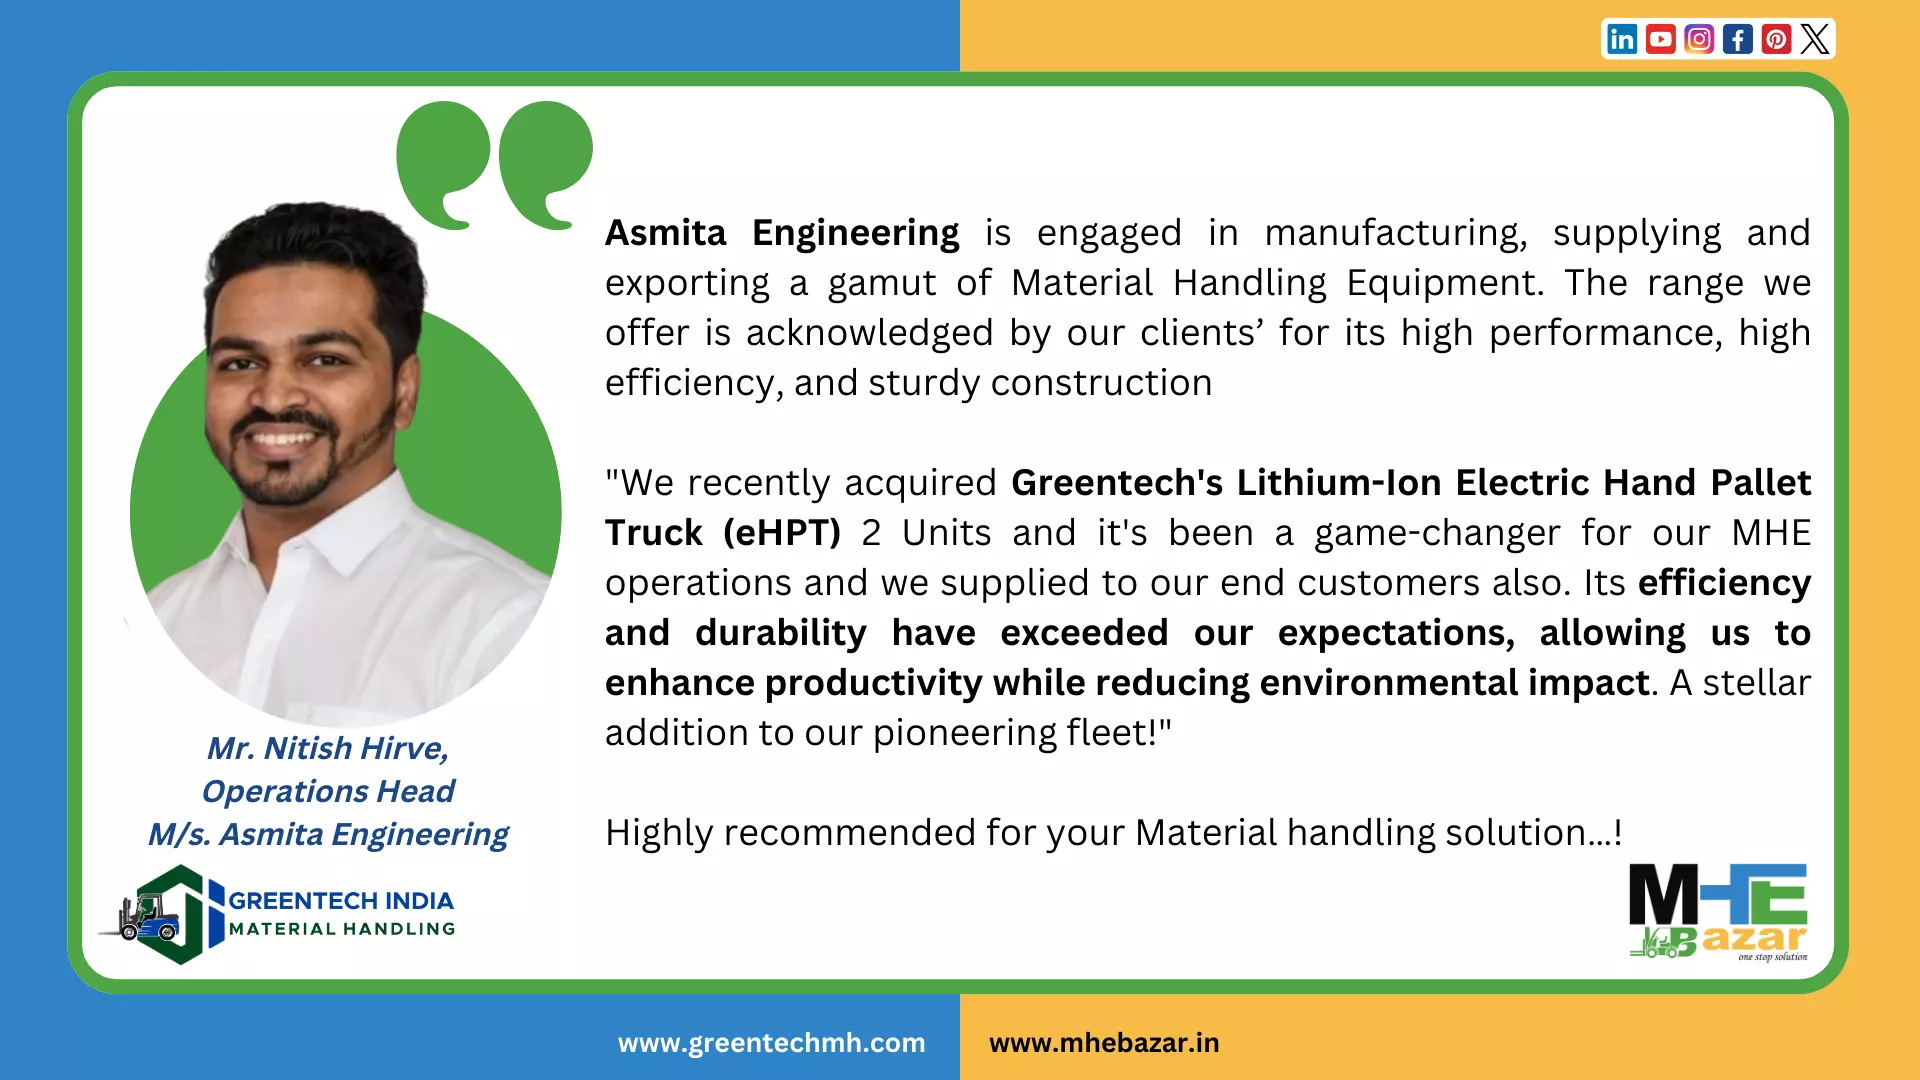 Asmita Engineering is engaged in manufacturing, supplying and
exporting a gamut of Material Handling Equipment. The range we
offer is acknowledged by our clients’ for its high performance, high
efficiency, and sturdy construction
"We recently acquired Greentech's Lithium-Ion Electric Hand Pallet
Truck (eHPT) 2 Units and it's been a game-changer for our MHE
operations and we supplied to our end customers also. Its efficiency
and durability have exceeded our expectations, allowing us to
enhance productivity while reducing environmental impact. A stellar
addition to our pioneering fleet!"
Highly recommended for your Material handling solution...!
Mr. Nitish Hirve,
Operations Head
M/s. Asmita Engineering
GREENTECH INDIA
MATERIAL HANDLING
MHE
Bazar
one stop solution
www.greentechmh.com
www.mhebazar.in